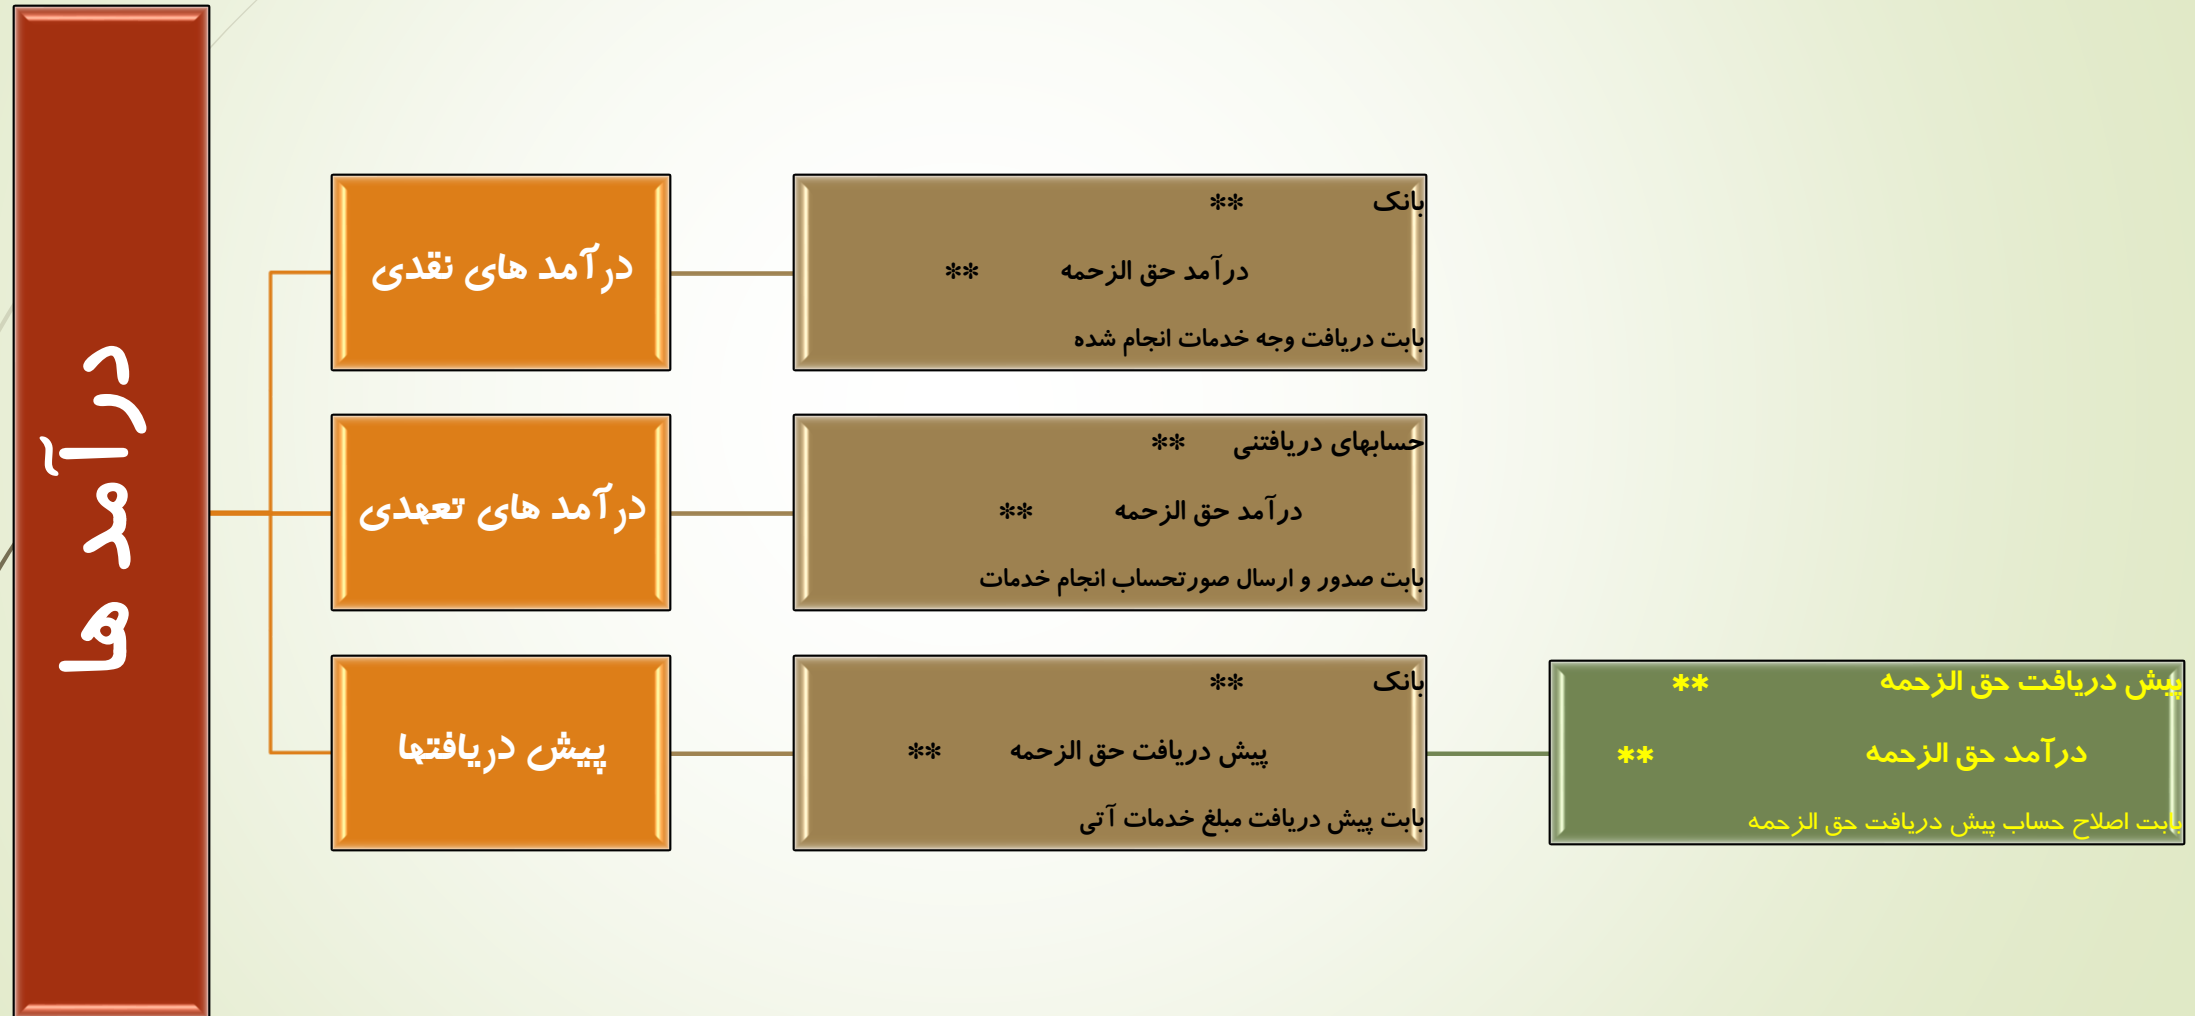 درآمد ها
درآمد های نقدی
بانک **
درآمد حق الزحمه **
بابت دریافت وجه خدمات انجام شده
درآمد های تعهدی
حسابهای دریافتنی **
درآمد حق الزحمه **
بابت صدور و ارسال صورتحساب انجام خدمات
پیش دریافتها
بانک **
پیش دریافت حق الزحمه **
بابت پیش دریافت مبلغ خدمات آتی
پیش دریافت حق الزحمه **
درآمد حق الزحمه **
بابت اصلاح حساب پیش دریافت حق الزحمه